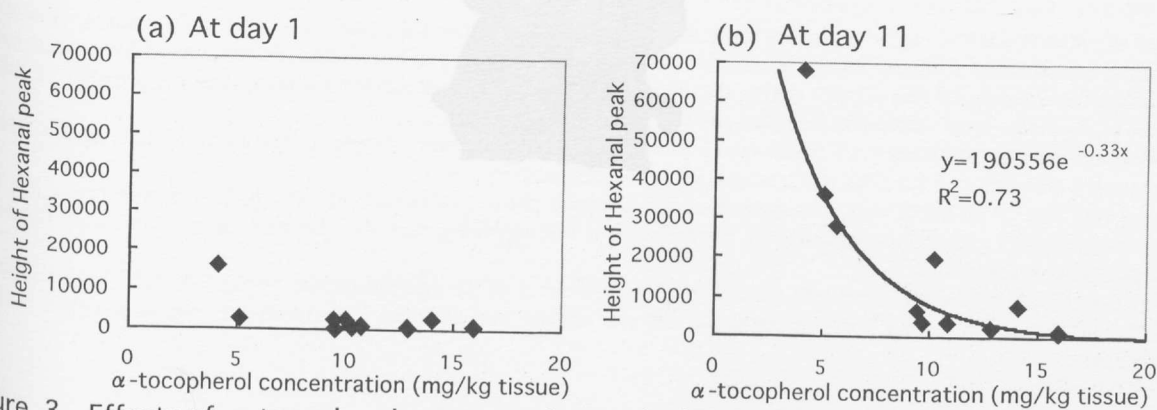 (a) At day 1
Height of Hexanal peak
70000
60000
50000
40000
30000
20000
10000
0
0 5 10 15 20
α-tocopherol concentration (mg/kg tissue)
(b) At day 11
Height of Hexanal peak
70000
60000
50000
40000
30000
20000
10000
0
y=190556e -0.33x
R²=0.73
0 5 10 15 20
α-tocopherol concentration (mg/kg tissue)
3